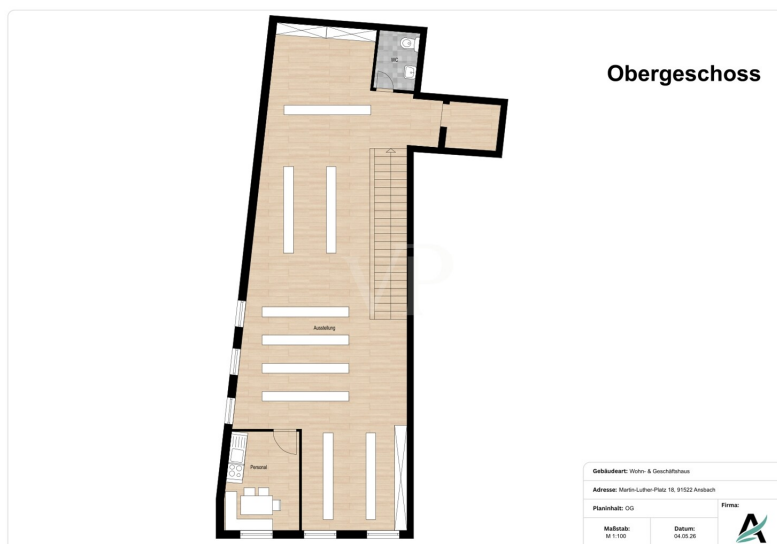 Obergeschoss
WC
VP
Ausstellung
Personal
Gebäudeart: Wohn- & Geschäftshaus
Adresse: Martin-Luther-Platz 18, 91522 Ansbach
Planinhalt: OG
Firma:
Maßstab:
M 1:100
Datum:
04.05.26